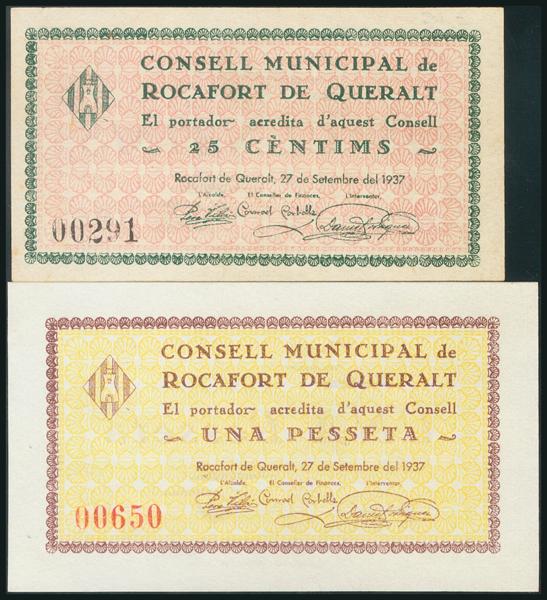 CONSELL MUNICIPAL de
ROCAFORT DE QUERALT
El portador acredita d'aquest Consell
25 CÈNTIMS
Rocafort de Queralt, 27 de Setembre del 1937
L'Alcalde, El Conseller de Finances, L'Interventor,
00291
CONSELL MUNICIPAL de
ROCAFORT DE QUERALT
El portador acredita d'aquest Consell
UNA PESSETA
Rocafort de Queralt, 27 de Setembre del 1937
L'Alcalde, El Conseller de Finances, L'Interventor,
00650